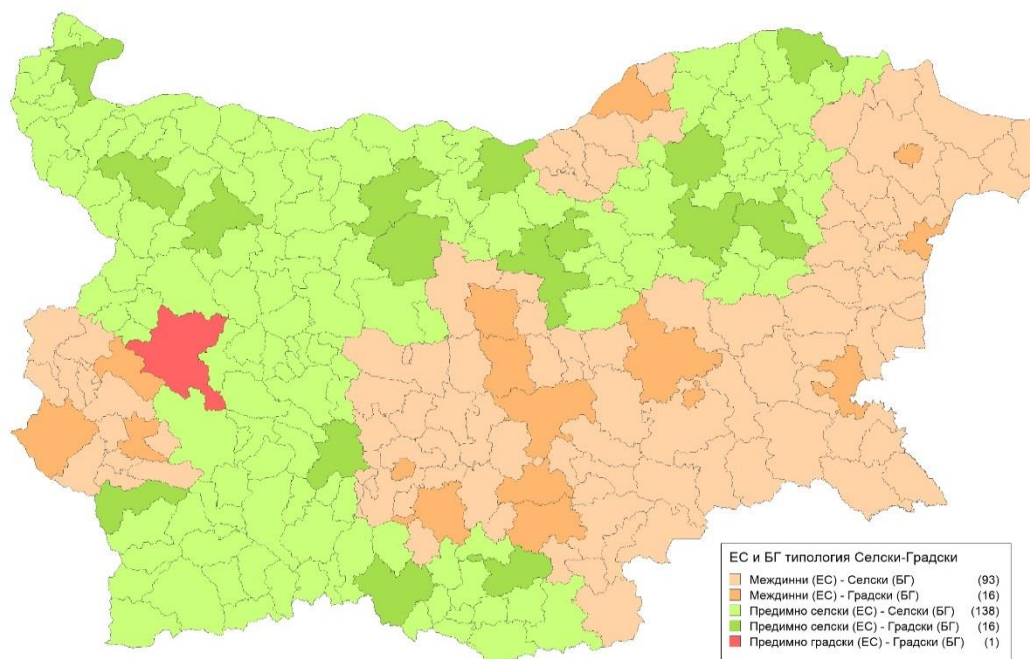 ЕС и БГ типология Селски-Градски
Междинни (ЕС) - Селски (БГ) (93)
Междинни (ЕС) - Градски (БГ) (16)
Предимно селски (ЕС) - Селски (БГ) (138)
Предимно селски (ЕС) - Градски (БГ) (16)
Предимно градски (ЕС) - Градски (БГ) (1)